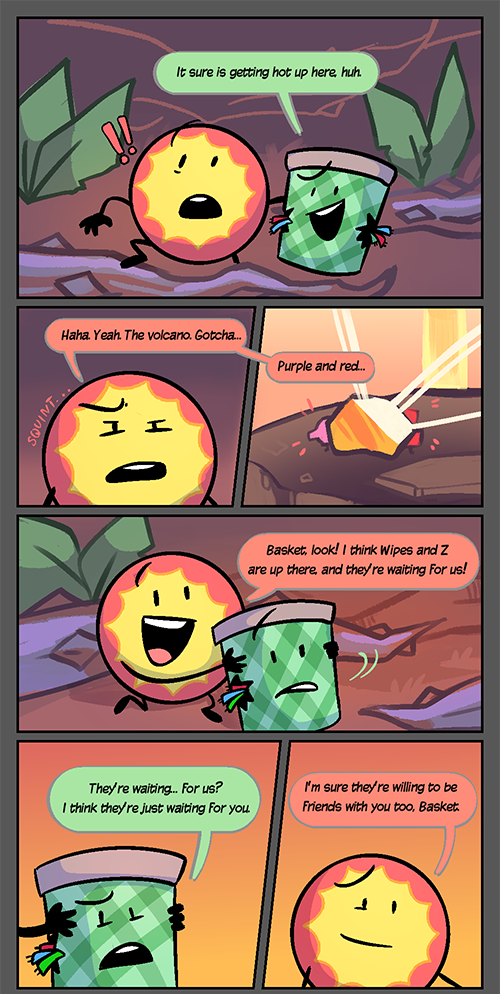 It sure is getting hot up here, huh.
!!
Haha. Yeah. The volcano. Gotcha...
SQUINT...
Purple and red...
Basket, look! I think Wipes and Z
are up there, and they're waiting for us!
They're waiting... For us?
I think they're just waiting for you.
I'm sure they're willing to be
friends with you too, Basket.